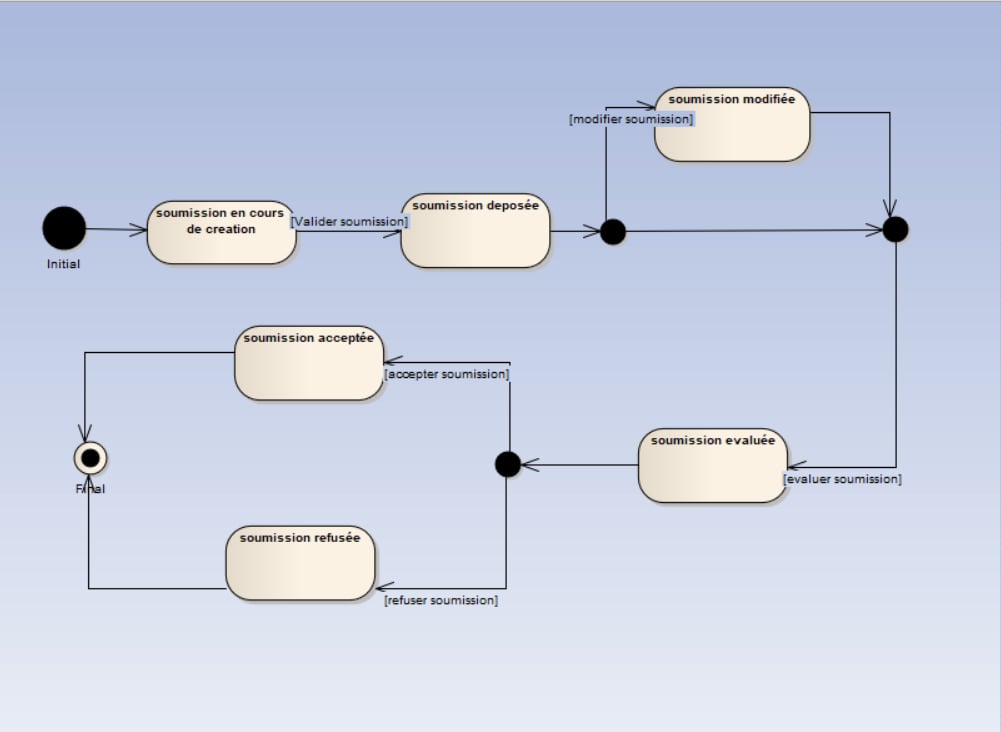 soumission modifiée
[modifier soumission]
soumission en cours
de creation
[Valider soumission]
soumission deposée
Initial
soumission acceptée
[accepter soumission]
soumission evaluée
[evaluer soumission]
Final
soumission refusée
[refuser soumission]